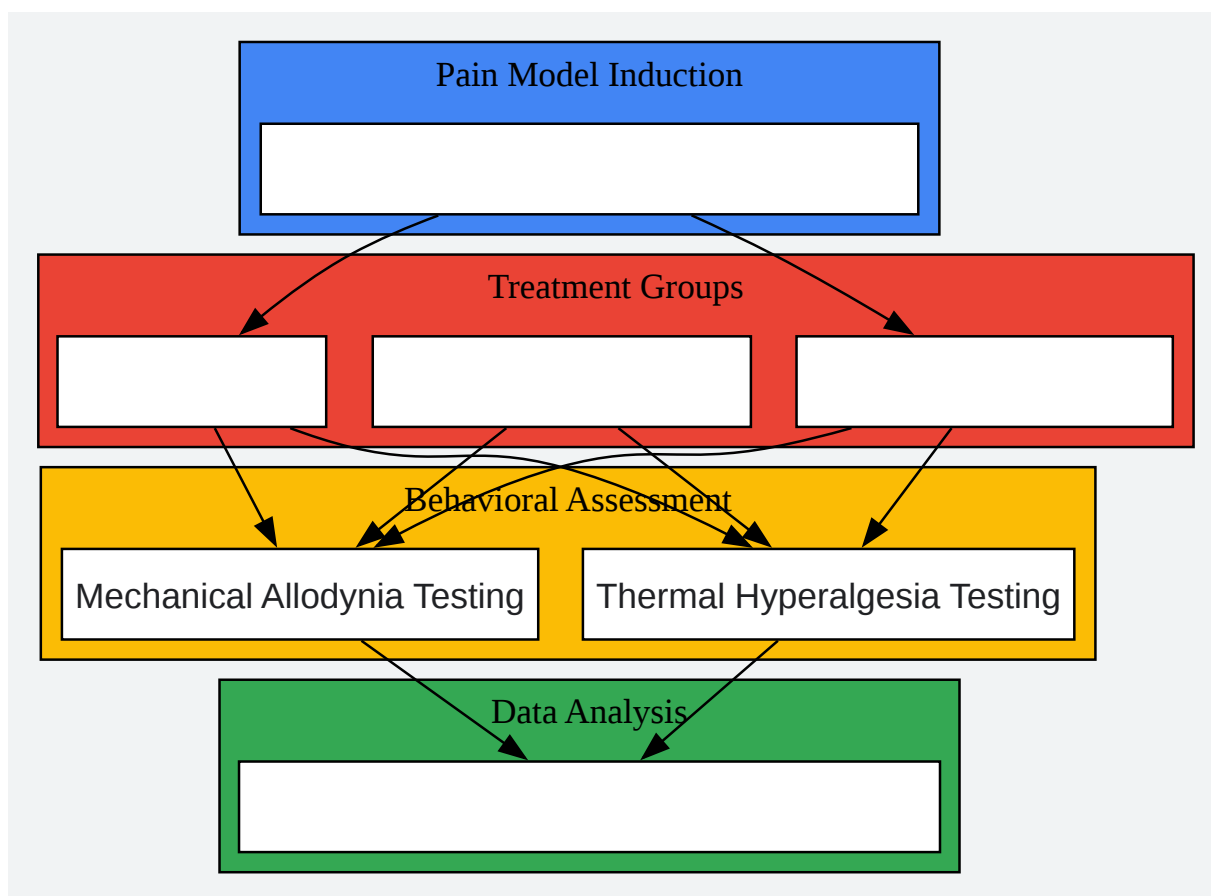 Pain Model Induction
Treatment Groups
Behavioral Assessment
Mechanical Allodynia Testing
Thermal Hyperalgesia Testing
Data Analysis